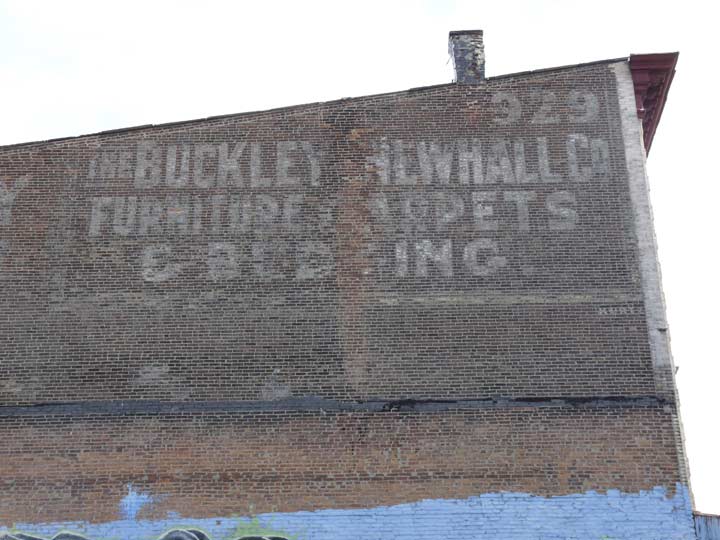 929
THE BUCKLEY NEWHALL CO
FURNITURE CARPETS
& BEDDING.